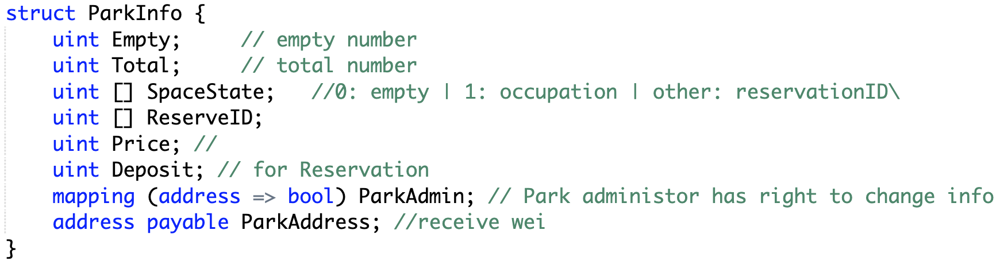 struct ParkInfo {
    uint Empty;     // empty number
    uint Total;     // total number
    uint [] SpaceState;   //0: empty | 1: occupation | other: reservationID\
    uint [] ReserveID;
    uint Price; //
    uint Deposit; // for Reservation
    mapping (address => bool) ParkAdmin; // Park administor has right to change info
    address payable ParkAddress; //receive wei
}